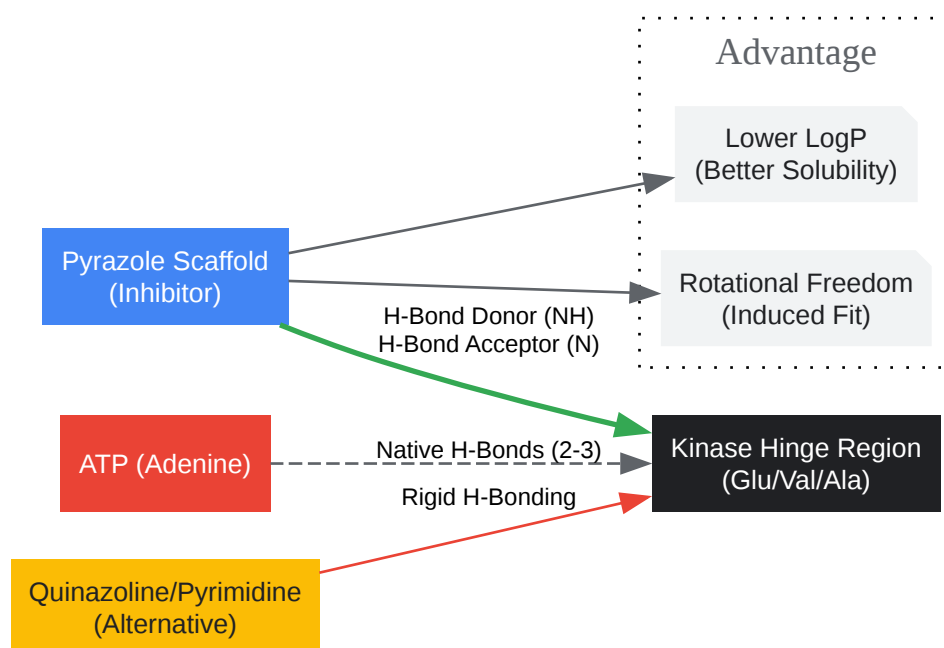 Advantage
Lower LogP
(Better Solubility)
Pyrazole Scaffold
(Inhibitor)
Rotational Freedom
(Induced Fit)
H-Bond Donor (NH)
H-Bond Acceptor (N)
ATP (Adenine)
Native H-Bonds (2-3)
Kinase Hinge Region
(Glu/Val/Ala)
Rigid H-Bonding
Quinazoline/Pyrimidine
(Alternative)